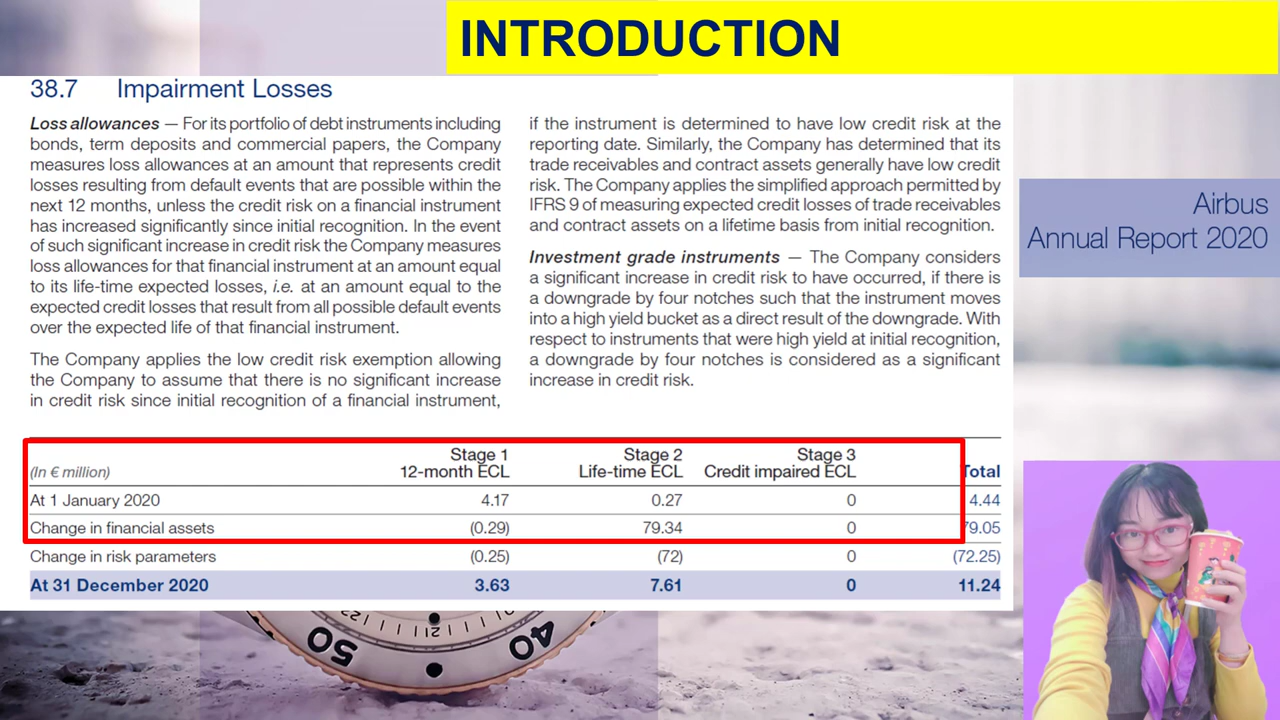 INTRODUCTION
38.7 Impairment Losses
Loss allowances — For its portfolio of debt instruments including
bonds, term deposits and commercial papers, the Company
measures loss allowances at an amount that represents credit
losses resulting from default events that are possible within the
next 12 months, unless the credit risk on a financial instrument
has increased significantly since initial recognition. In the event
of such significant increase in credit risk the Company measures
loss allowances for that financial instrument at an amount equal
to its life-time expected losses, i.e. at an amount equal to the
expected credit losses that result from all possible default events
over the expected life of that financial instrument.
The Company applies the low credit risk exemption allowing
the Company to assume that there is no significant increase
in credit risk since initial recognition of a financial instrument,
if the instrument is determined to have low credit risk at the
reporting date. Similarly, the Company has determined that its
trade receivables and contract assets generally have low credit
risk. The Company applies the simplified approach permitted by
IFRS 9 of measuring expected credit losses of trade receivables
and contract assets on a lifetime basis from initial recognition.
Investment grade instruments — The Company considers
a significant increase in credit risk to have occurred, if there is
a downgrade by four notches such that the instrument moves
into a high yield bucket as a direct result of the downgrade. With
respect to instruments that were high yield at initial recognition,
a downgrade by four notches is considered as a significant
increase in credit risk.
Airbus
Annual Report 2020
Stage 1 Stage 2 Stage 3
(In € million) 12-month ECL Life-time ECL Credit impaired ECL Total
At 1 January 2020 4.17 0.27 0 4.44
Change in financial assets (0.29) 79.34 0 79.05
Change in risk parameters (0.25) (72) 0 (72.25)
At 31 December 2020 3.63 7.61 0 11.24
50
12
40